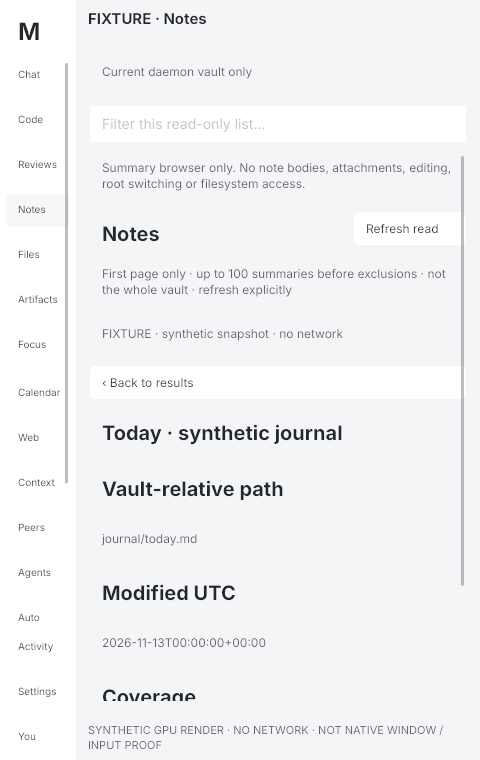 M
Chat
Code
Reviews
Notes
Files
Artifacts
Focus
Calendar
Web
Context
Peers
Agents
Auto
Activity
Settings
You
FIXTURE · Notes
Current daemon vault only
Filter this read-only list...
Summary browser only. No note bodies, attachments, editing,
root switching or filesystem access.
Notes
Refresh read
First page only · up to 100 summaries before exclusions · not
the whole vault · refresh explicitly
FIXTURE · synthetic snapshot · no network
‹ Back to results
Today · synthetic journal
Vault-relative path
journal/today.md
Modified UTC
2026-11-13T00:00:00+00:00
Coverage
SYNTHETIC GPU RENDER · NO NETWORK · NOT NATIVE WINDOW /
INPUT PROOF